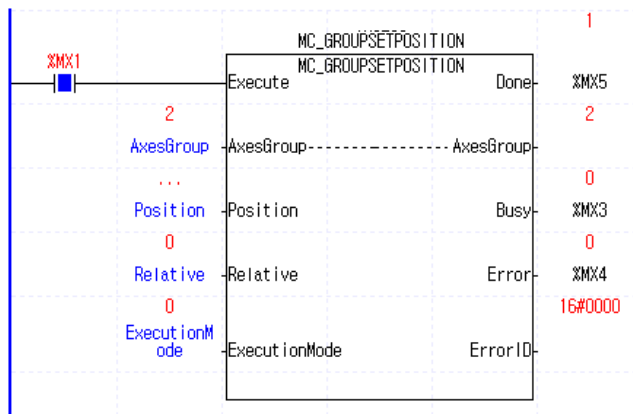 1
MC_GROUPSETPOSITION
%MX1 MC_GROUPSETPOSITION
Execute Done %MX5
2 2
AxesGroup AxesGroup AxesGroup
... 0
Position Position Busy %MX3
0 0
Relative Relative Error %MX4
0 16#0000
ExecutionM
ode ExecutionMode ErrorID